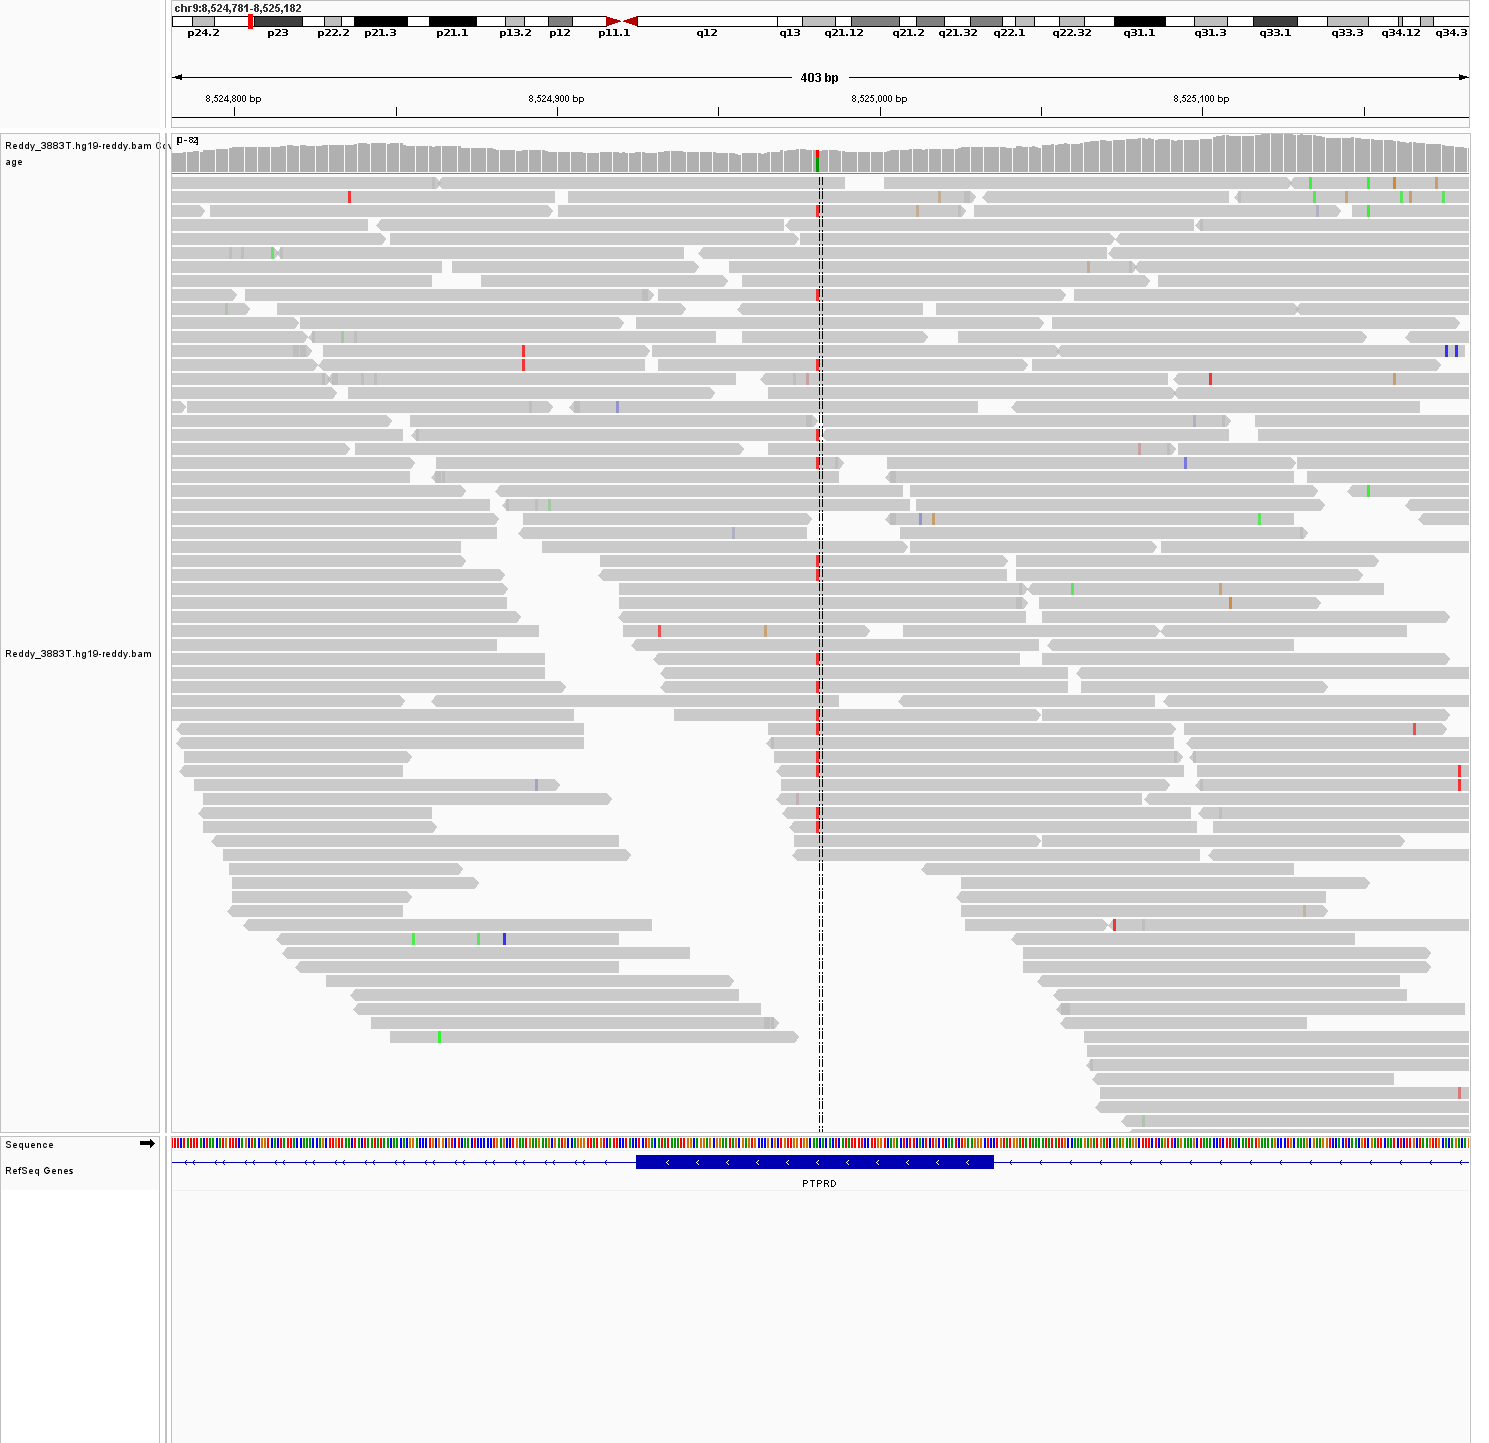 chr9:8,524,781-8,525,182
p24.2 p23 p22.2 p21.3 p21.1 p13.2 p12 p11.1 q12 q13 q21.12 q21.2 q21.32 q22.1 q22.32 q31.1 q31.3 q33.1 q33.3 q34.12 q34.3
403 bp
8,524,800 bp 8,524,900 bp 8,525,000 bp 8,525,100 bp
[0-82]
Reddy_3883T.hg19-reddy.bam Cov
age
Reddy_3883T.hg19-reddy.bam
Sequence
RefSeq Genes
PTPRD